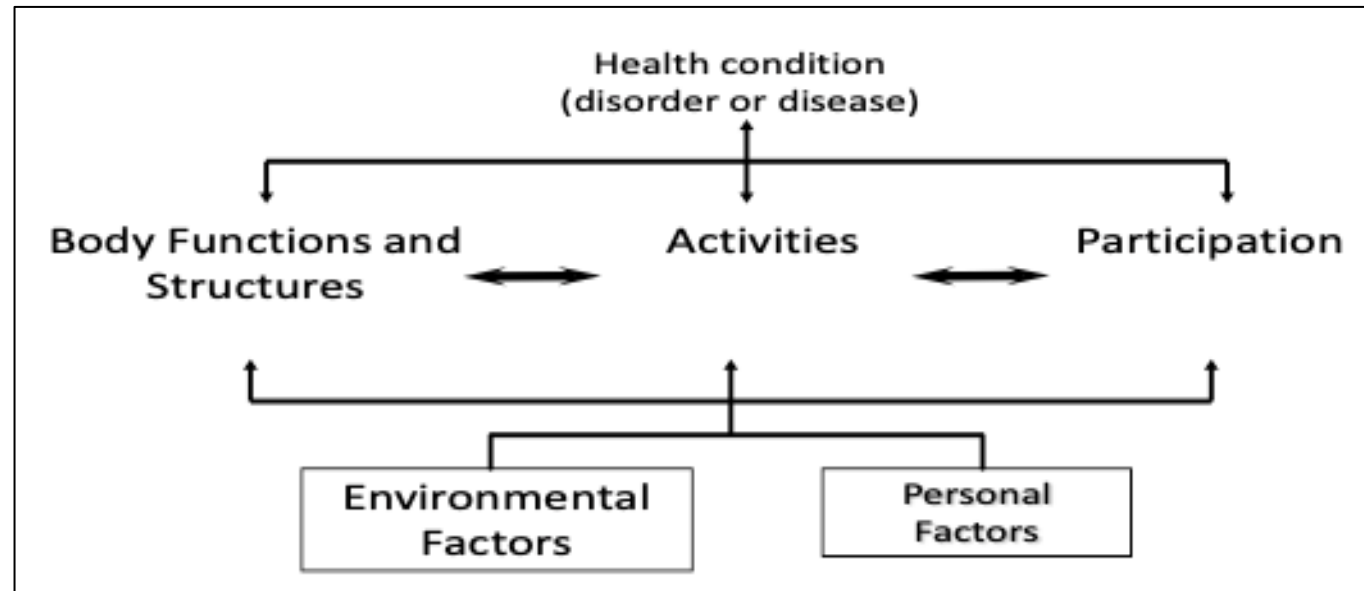 Health condition
(disorder or disease)
Body Functions and
Structures
Activities
Participation
Environmental
Factors
Personal
Factors